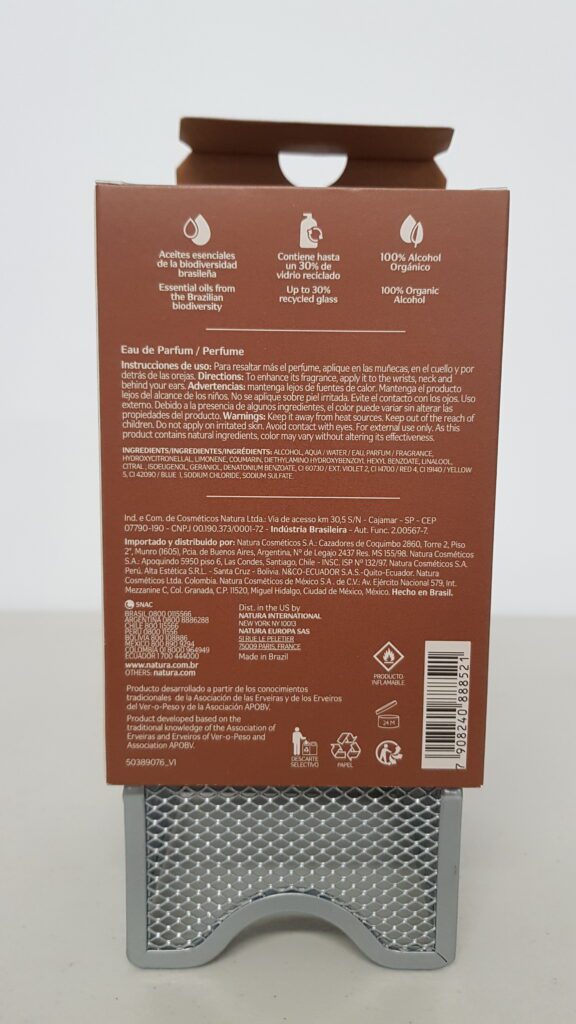 Aceites esenciales
de la biodiversidad
brasileña
Essential oils from
the Brazilian
biodiversity
Contiene hasta
un 30% de
vidrio reciclado
Up to 30%
recycled glass
100% Alcohol
Orgánico
100% Organic
Alcohol
Eau de Parfum / Perfume
Instrucciones de uso: Para resaltar más el perfume, aplique en las muñecas, en el cuello y por
detrás de las orejas. Directions: To enhance its fragrance, apply it to the wrists, neck and
behind your ears. Advertencias: mantenga lejos de fuentes de calor. Mantenga el producto
lejos del alcance de los niños. No se aplique sobre piel irritada. Evite el contacto con los ojos. Uso
externo. Debido a la presencia de algunos ingredientes, el color puede variar sin alterar las
propiedades del producto. Warnings: Keep it away from heat sources. Keep out of the reach of
children. Do not apply on irritated skin. Avoid contact with eyes. For external use only. As this
product contains natural ingredients, color may vary without altering its effectiveness.
INGREDIENTS/INGREDIENTES/INGRÉDIENTS: ALCOHOL, AQUA / WATER / EAU, PARFUM / FRAGRANCE,
HYDROXYCITRONELLAL, LIMONENE, COUMARIN, DIETHYLAMINO HYDROXYBENZOYL HEXYL BENZOATE, LINALOOL,
CITRAL, ISOEUGENOL, GERANIOL, DENATONIUM BENZOATE, CI 60730 / EXT. VIOLET 2, CI 14700 / RED 4, CI 19140 / YELLOW
5, CI 42090 / BLUE 1, SODIUM CHLORIDE, SODIUM SULFATE.
Ind. e Com. de Cosméticos Natura Ltda.: Via de acesso km 30,5 S/N - Cajamar - SP - CEP
07790-190 - CNPJ 00.190.373/0001-72 - Indústria Brasileira - Aut. Func. 2.00567-7.
Importado y distribuido por: Natura Cosméticos S.A.: Cazadores de Coquimbo 2860, Torre 2, Piso
2°, Munro (1605), Pcia. de Buenos Aires, Argentina, N° de Legajo 2437 Res. MS 155/98. Natura Cosméticos
S.A.: Apoquindo 5950 piso 6, Las Condes, Santiago, Chile - INSC. ISP N° 132/97. Natura Cosméticos S.A.
Perú. Alta Estética S.R.L. - Santa Cruz - Bolivia. N&CO-ECUADOR S.A.S.-Quito-Ecuador. Natura
Cosméticos Ltda. Colombia. Natura Cosméticos de México S.A . de C.V.: Av. Ejército Nacional 579, Int.
Mezzanine C, Col. Granada, C.P. 11520, Miguel Hidalgo, Ciudad de México, México. Hecho en Brasil.
SNAC
BRASIL 0800 0115566
ARGENTINA 0800 8886288
CHILE 800 115566
PERÚ 0800 11556
COLOMBIA 01 8000 964949
ECUADOR 1 700 444000
www.natura.com.br
OTHERS: natura.com
Dist. in the US by
NATURA INTERNATIONAL
NEW YORK NY 10013
NATURA EUROPA SAS
51 RUE LE PELETIER
75009 PARIS, FRANCE
Made in Brazil
PRODUCTO
INFLAMABLE
Producto desarrollado a partir de los conocimientos
tradicionales de la Asociación de las Erveiras y de los Erveiros
del Ver-o-Peso y de la Asociación APOBV.
Product developed based on the
traditional knowledge of the Association of
Erveiras and Erveiros of Ver-o-Peso and
Association APOBV.
50389076_V1
DESCARTE
SELECTIVO
PAPEL
24 M
7 908240 888521